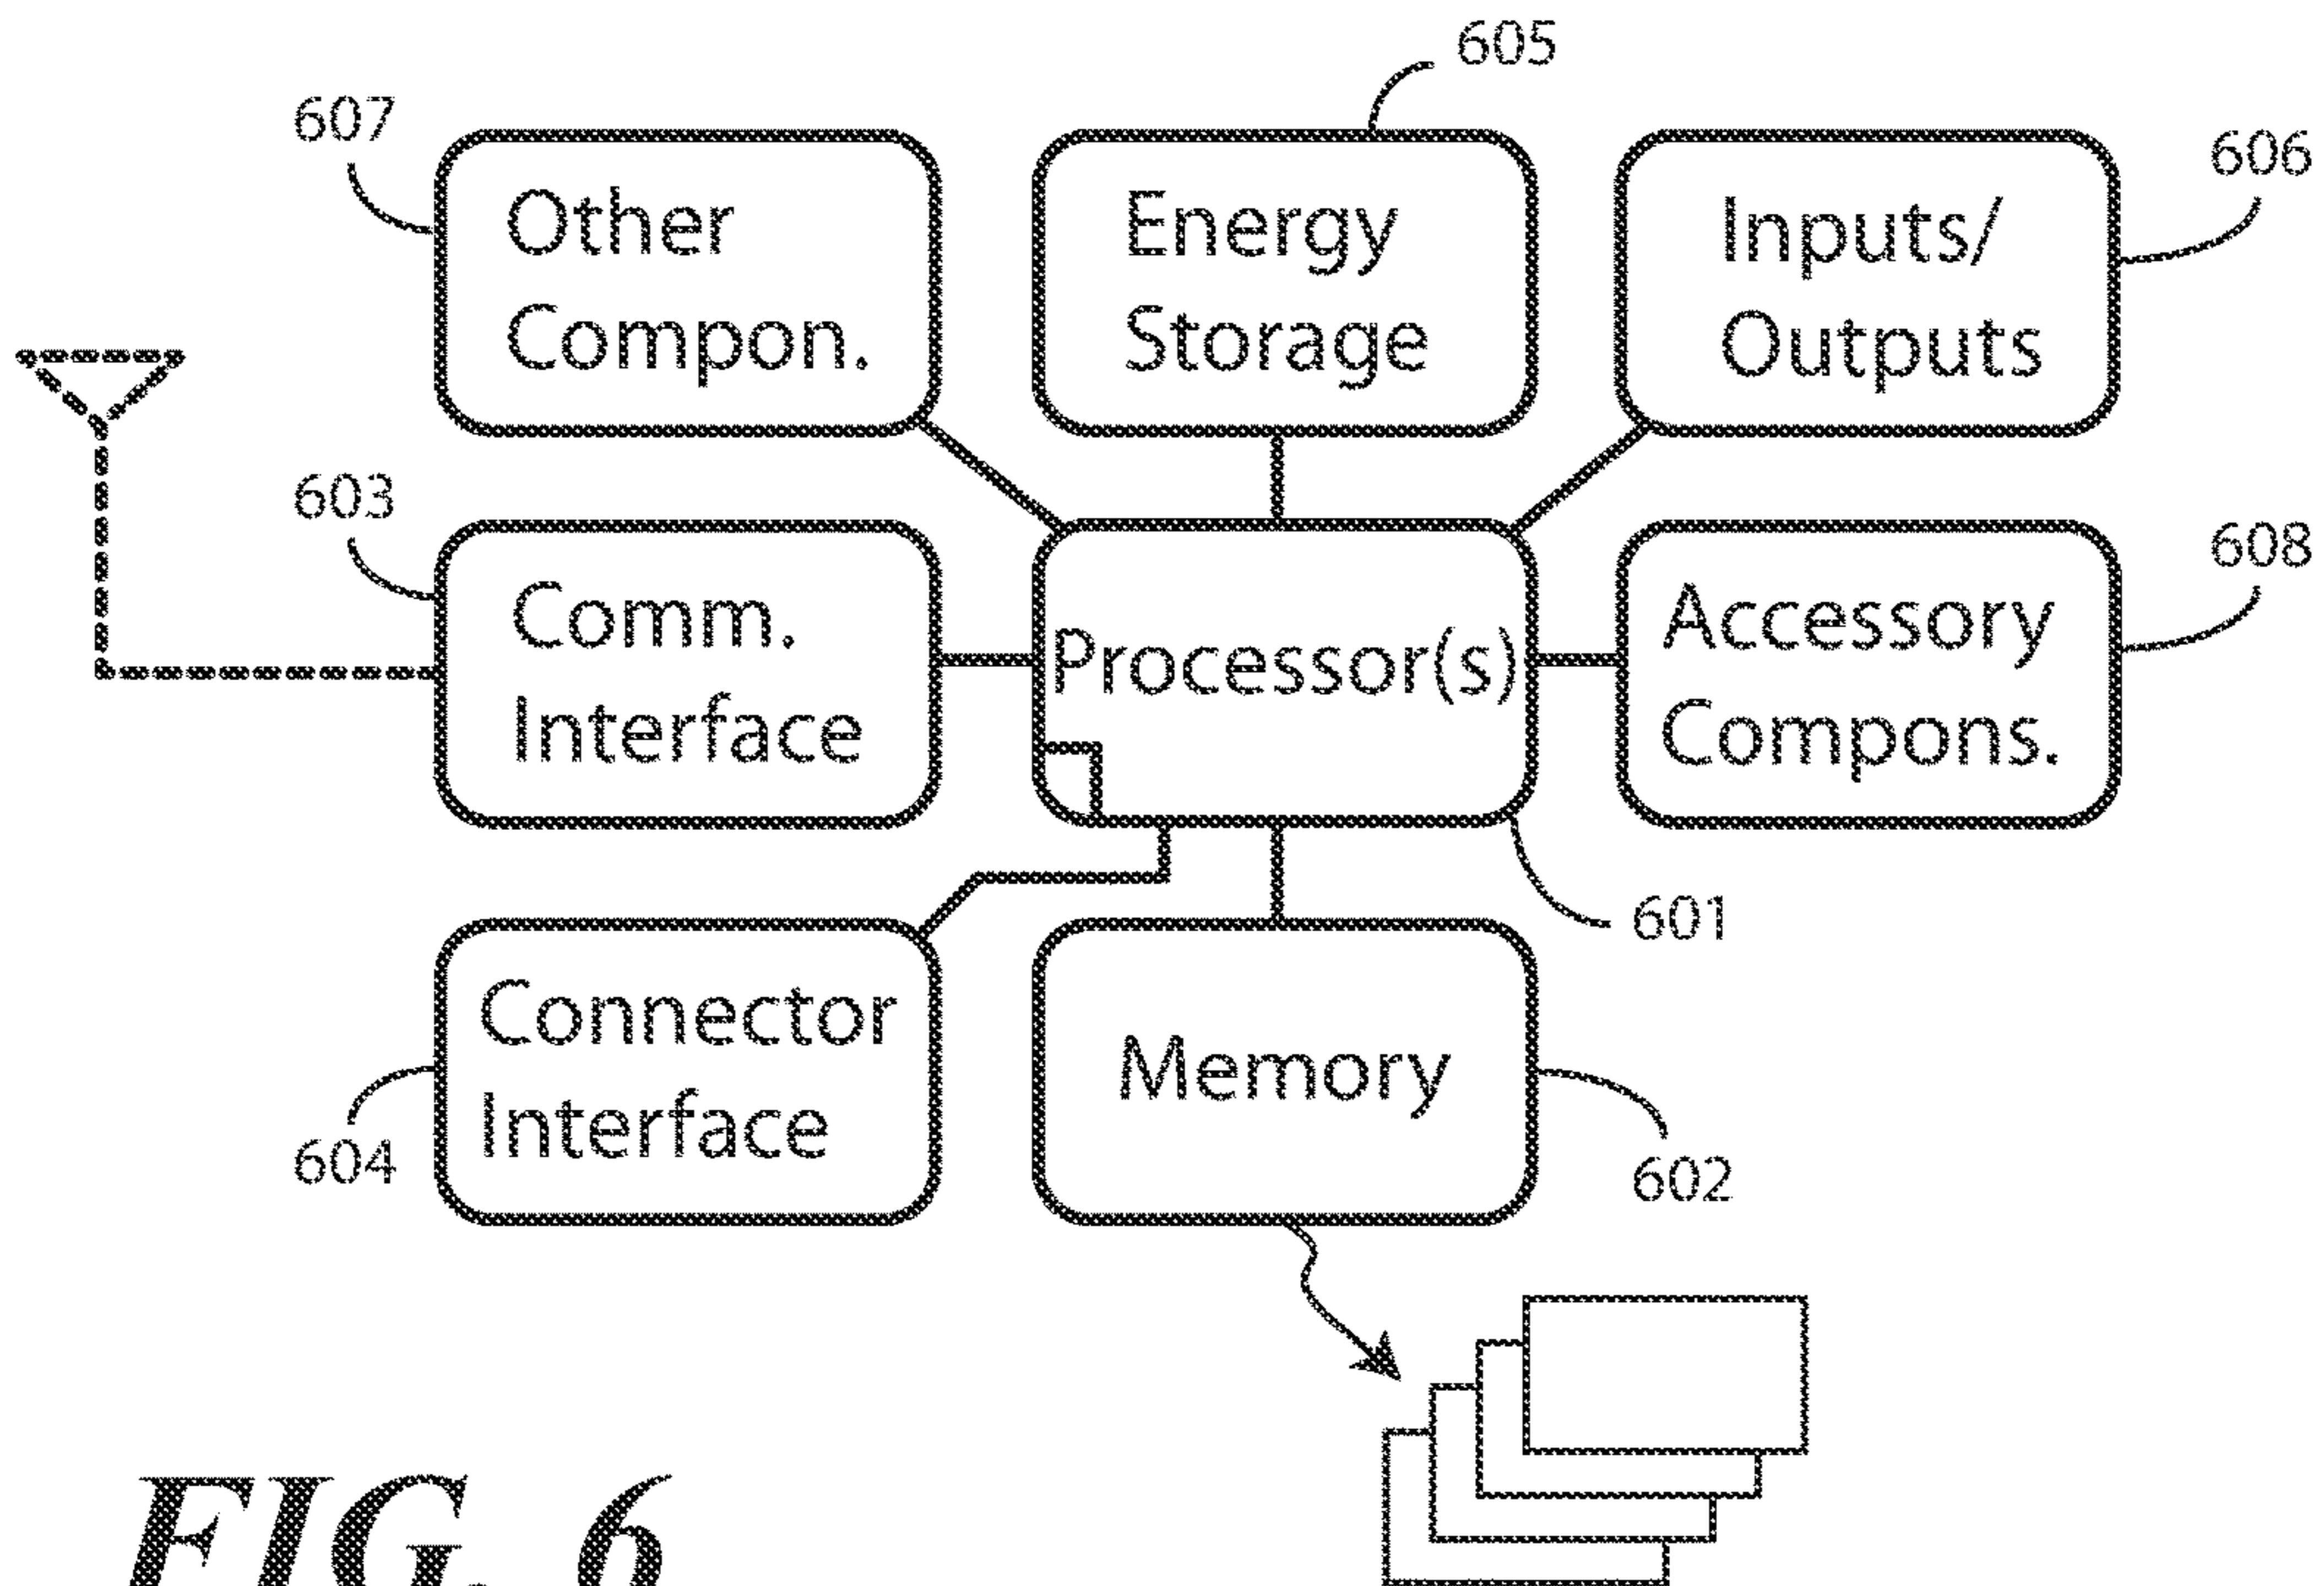 605
607
606
Other
Compon.
Energy
Storage
Inputs/
Outputs
603
608
Comm.
Interface
Processor(s)
Accessory
Compons.
601
Connector
Interface
Memory
604
602
FIG. 6